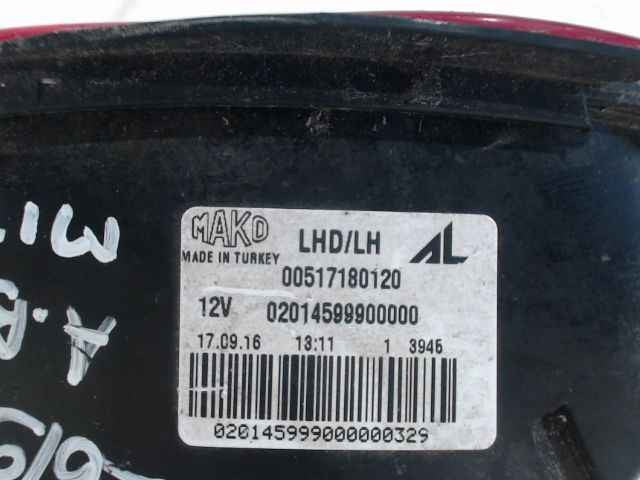 MAKO LHD/LH AL
MADE IN TURKEY
00517180120
12V 02014599900000
17.09.16 13:11 1 3945
020145999000000329